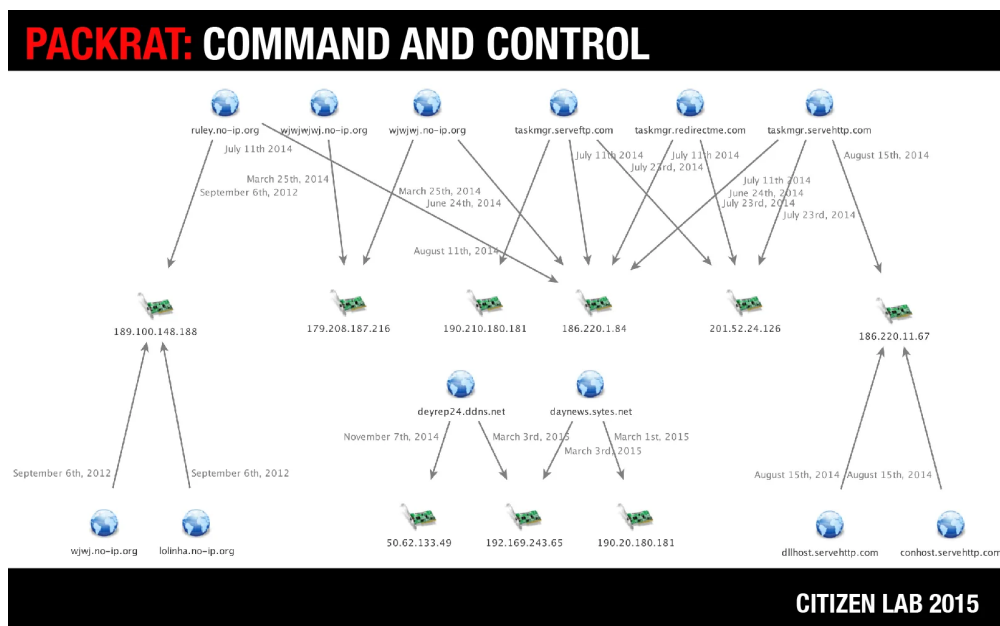 PACKRAT: COMMAND AND CONTROL
ruley.no-ip.org
wjwjwjwj.no-ip.org
wjwjwj.no-ip.org
taskmgr.serveftp.com
taskmgr.redirectme.com
taskmgr.servehttp.com
July 11th 2014
July 11th 2014
July 11th 2014
August 15th, 2014
July 23rd, 2014
March 25th, 2014
July 11th 2014
September 6th, 2012
March 25th, 2014
June 24th, 2014
June 24th, 2014
July 23rd, 2014
July 23rd, 2014
August 11th, 2014
189.100.148.188
179.208.187.216
190.210.180.181
186.220.1.84
201.52.24.126
186.220.11.67
deyrep24.ddns.net
daynews.sytes.net
November 7th, 2014
March 3rd, 2015
March 1st, 2015
March 3rd, 2015
September 6th, 2012
September 6th, 2012
August 15th, 2014
August 15th, 2014
50.62.133.49
192.169.243.65
190.20.180.181
wjwj.no-ip.org
lolinha.no-ip.org
dllhost.servehttp.com
conhost.servehttp.com
CITIZEN LAB 2015